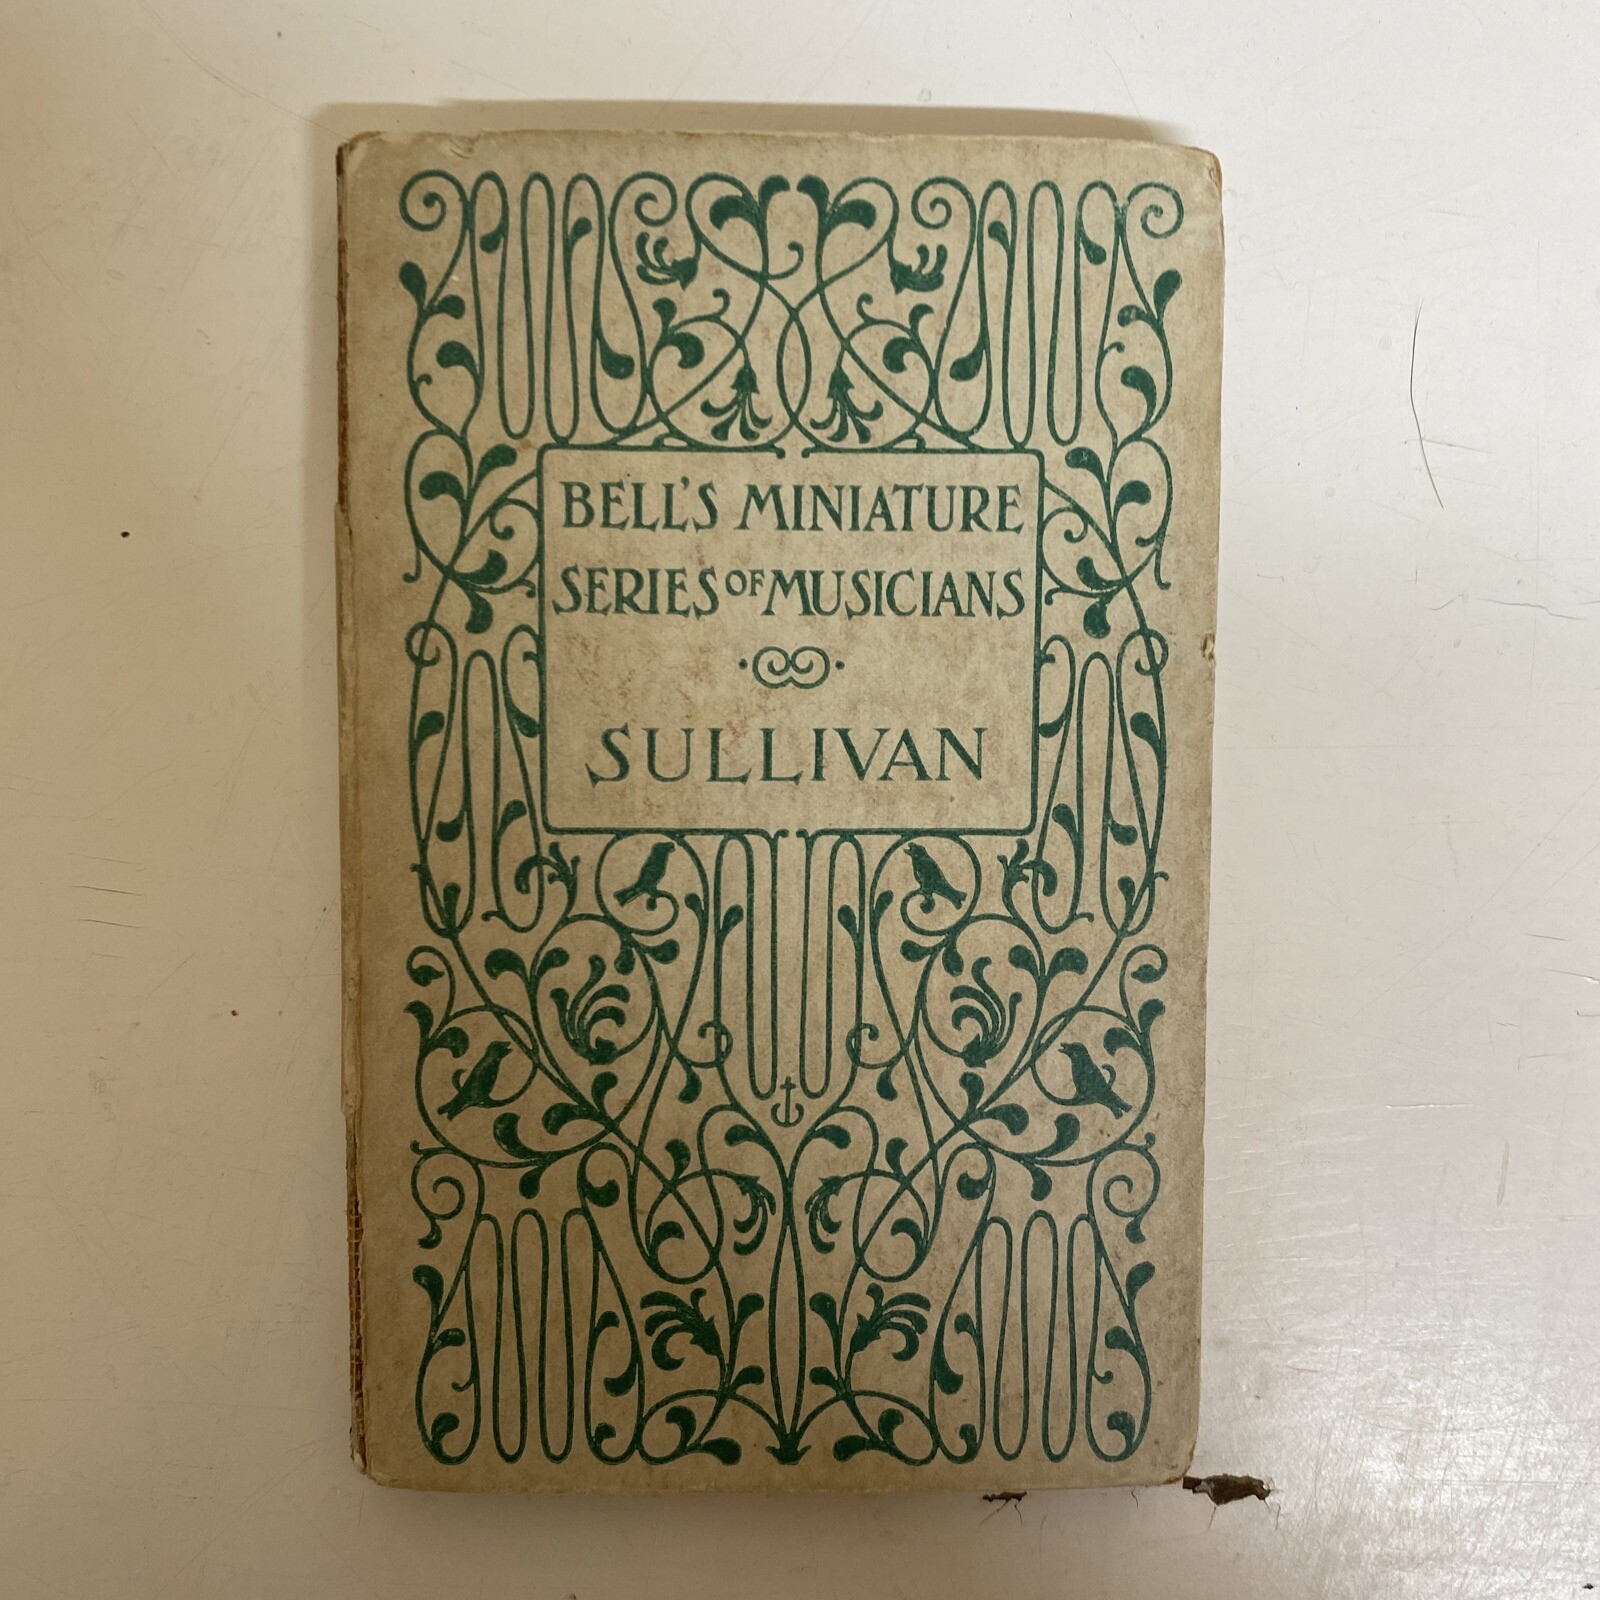 BELL'S MINIATURE
SERIES OF MUSICIANS
SULLIVAN